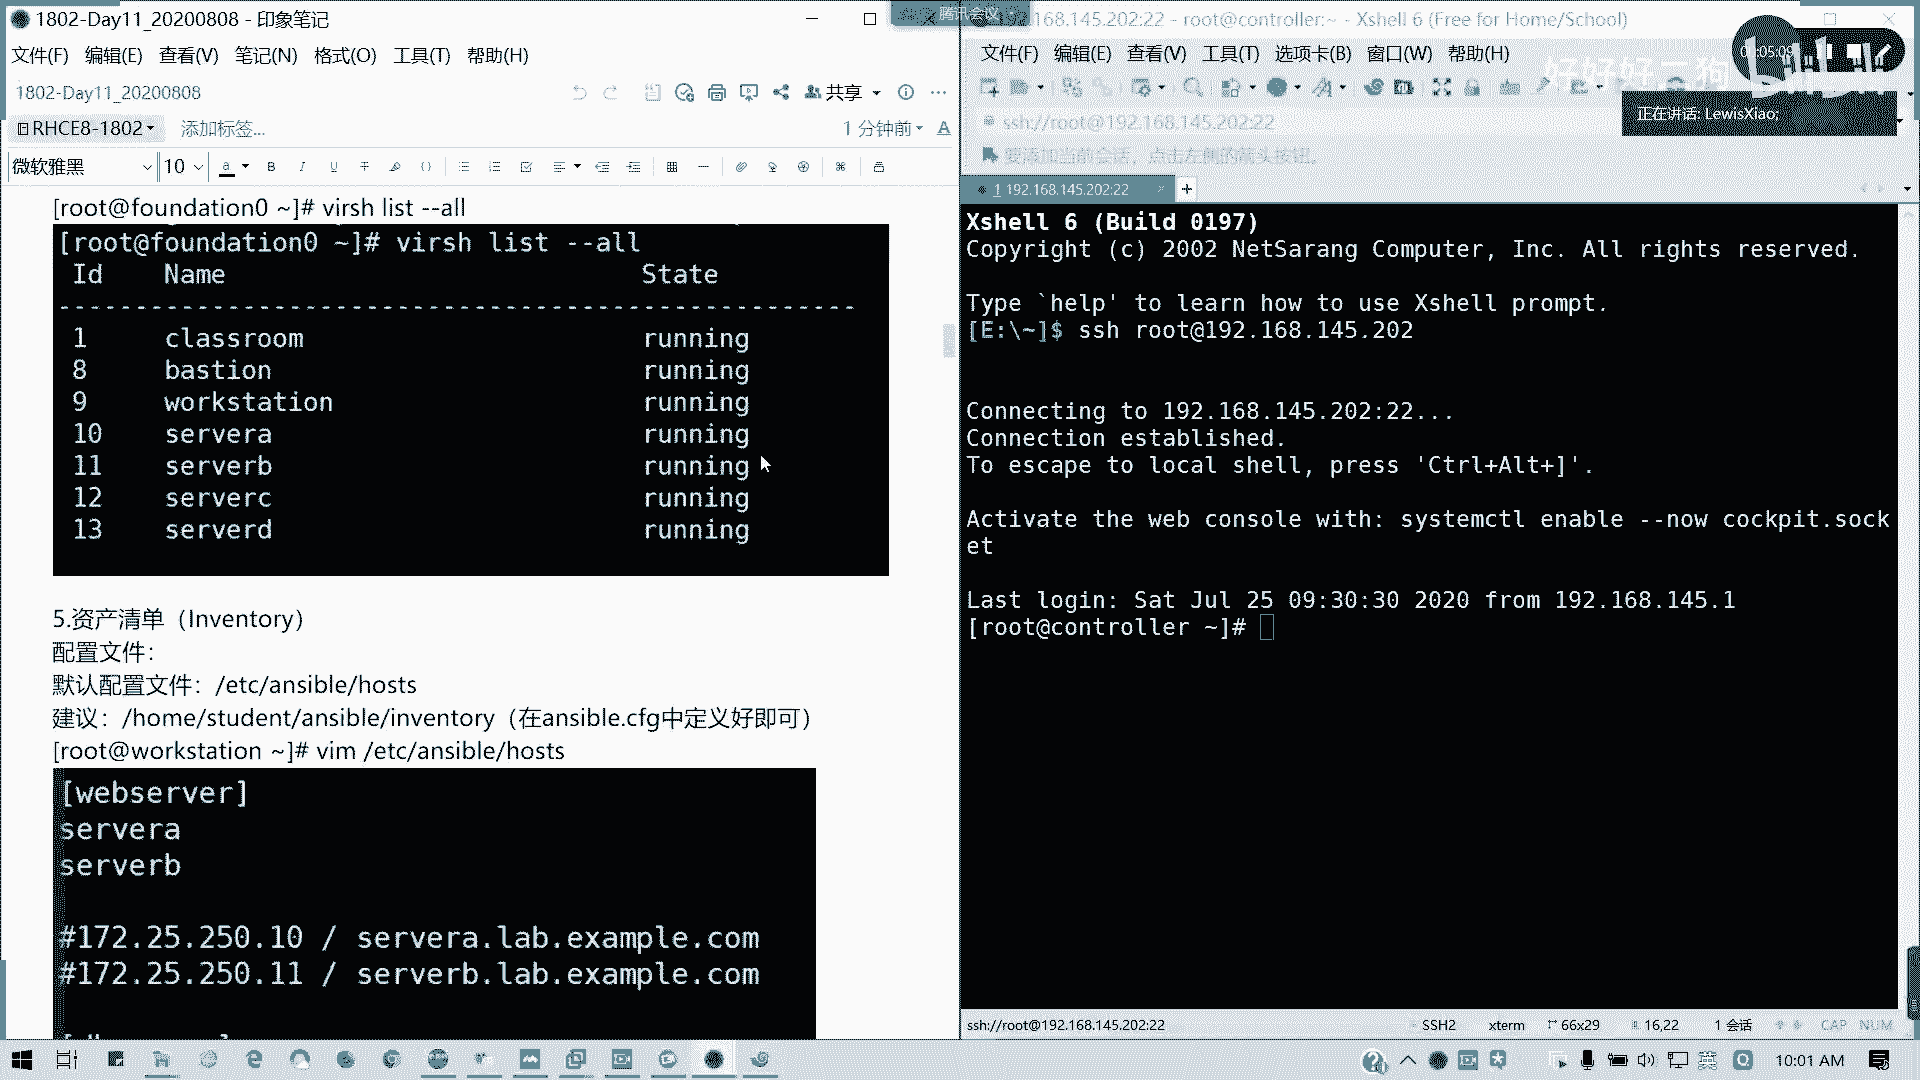 1802-Day11_20200808 - 印象笔记
文件(F) 编辑(E) 查看(V) 笔记(N) 格式(O) 工具(T) 帮助(H)
1802-Day11_20200808
共享
RHCE8-1802
添加标签...
1 分钟前
微软雅黑 10
[root@foundation0 ~]# virsh list --all
[root@foundation0 ~]# virsh list --all
Id Name State
1 classroom running
8 bastion running
9 workstation running
10 servera running
11 serverb running
12 serverc running
13 serverd running
5.资产清单（Inventory）
配置文件：
默认配置文件：/etc/ansible/hosts
建议：/home/student/ansible/inventory（在ansible.cfg中定义好即可）
[root@workstation ~]# vim /etc/ansible/hosts
[webserver]
servera
serverb
#172.25.250.10 / servera.lab.example.com
#172.25.250.11 / serverb.lab.example.com
腾讯会议
168.145.202:22 - root@controller:~ - Xshell 6 (Free for Home/School)
文件(F) 编辑(E) 查看(V) 工具(T) 选项卡(B) 窗口(W) 帮助(H)
好好好二狗
bilibili
正在讲话: LewisXiao;
ssh://root@192.168.145.202:22
要添加当前会话，点击左侧的箭头按钮。
1 192.168.145.202:22
Xshell 6 (Build 0197)
Copyright (c) 2002 NetSarang Computer, Inc. All rights reserved.
Type `help' to learn how to use Xshell prompt.
[E:\~]$ ssh root@192.168.145.202
Connecting to 192.168.145.202:22...
Connection established.
To escape to local shell, press 'Ctrl+Alt+]'.
Activate the web console with: systemctl enable --now cockpit.sock
et
Last login: Sat Jul 25 09:30:30 2020 from 192.168.145.1
[root@controller ~]#
ssh://root@192.168.145.202:22
SSH2
xterm
66x29
16,22
1 会话
CAP NUM
英
10:01 AM